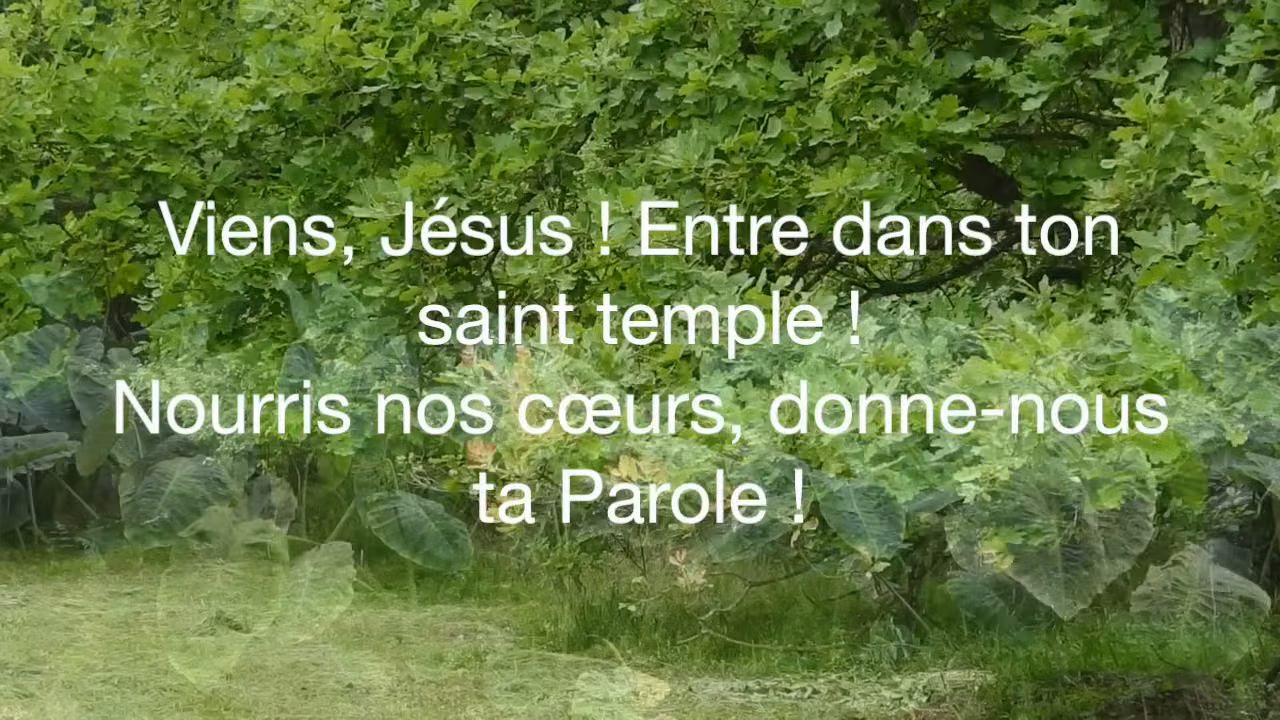 Viens, Jésus ! Entre dans ton
saint temple !
Nourris nos cœurs, donne-nous
ta Parole !